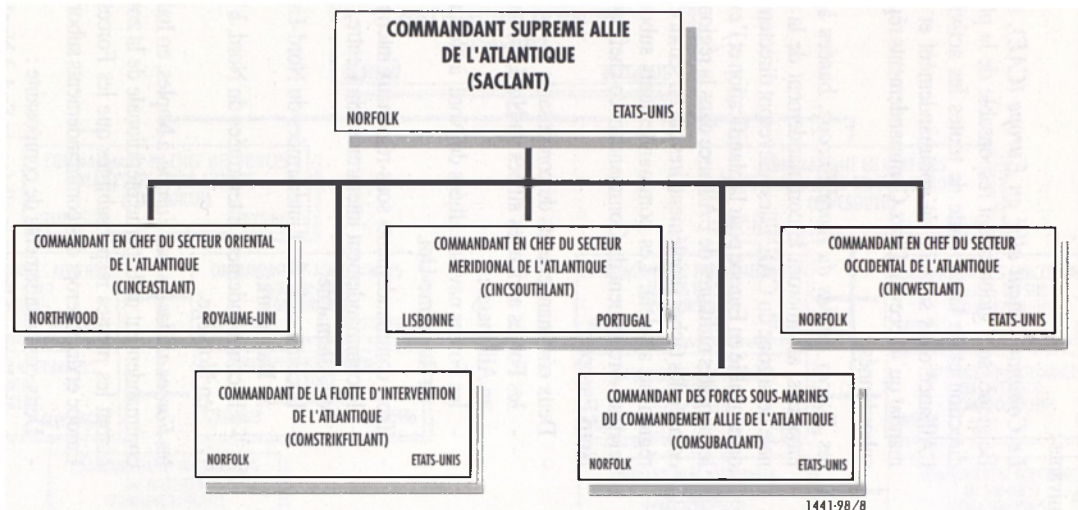 COMMANDANT SUPREME ALLIE
DE L'ATLANTIQUE
(SACLANT)
NORFOLK ETATS-UNIS
COMMANDANT EN CHEF DU SECTEUR ORIENTAL
DE L'ATLANTIQUE
(CINCEASTLANT)
NORTHWOOD ROYAUME-UNI
COMMANDANT EN CHEF DU SECTEUR
MERIDIONAL DE L'ATLANTIQUE
(CINCSOUTHLANT)
LISBONNE PORTUGAL
COMMANDANT EN CHEF DU SECTEUR
OCCIDENTAL DE L'ATLANTIQUE
(CINCWESTLANT)
NORFOLK ETATS-UNIS
COMMANDANT DE LA FLOTTE D'INTERVENTION
DE L'ATLANTIQUE
(COMSTRIKFLTLANT)
NORFOLK ETATS-UNIS
COMMANDANT DES FORCES SOUS-MARINES
DU COMMANDEMENT ALLIE DE L'ATLANTIQUE
(COMSUBACLANT)
NORFOLK ETATS-UNIS
1441-98/8